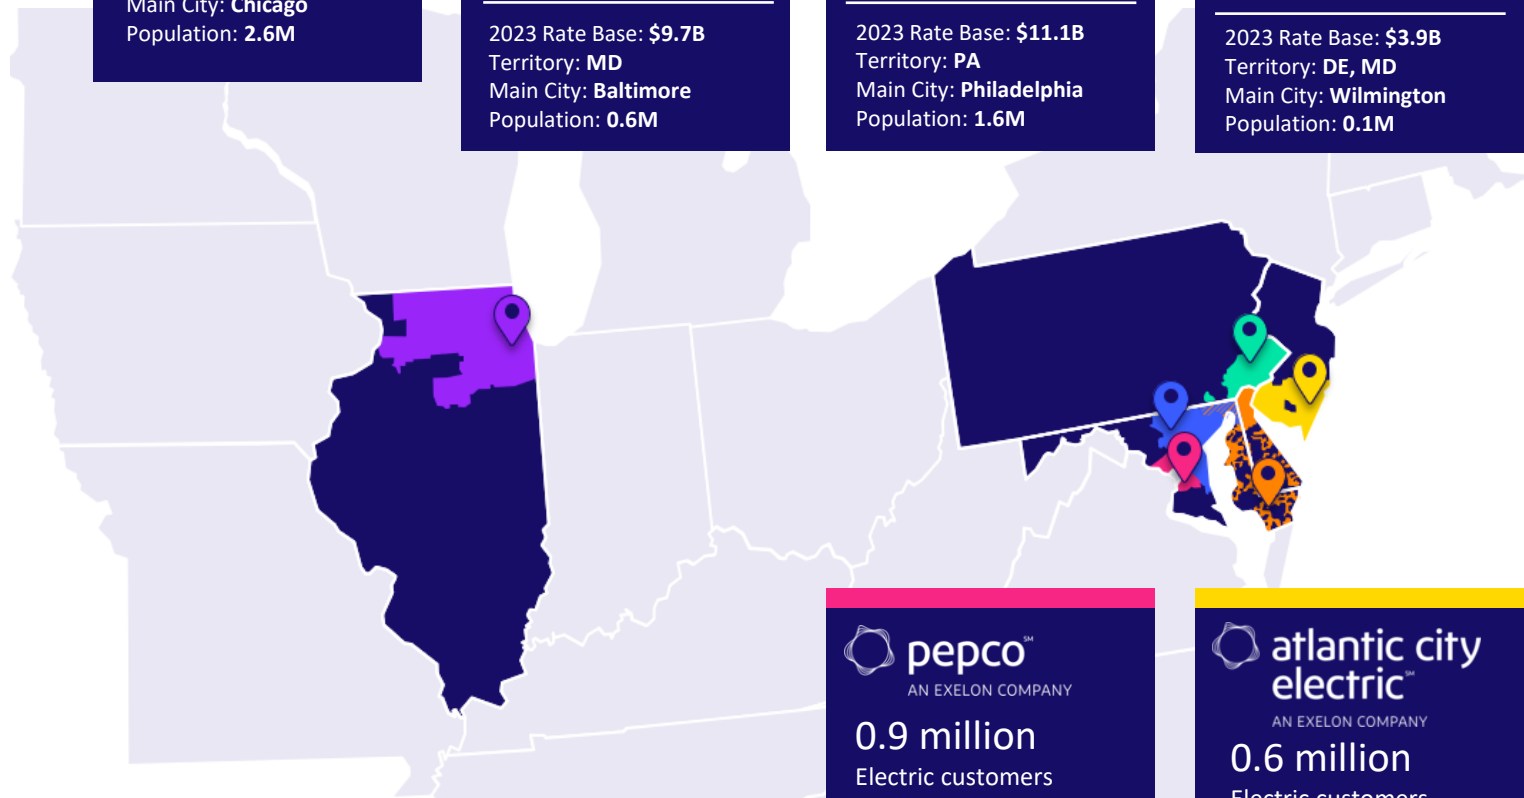 Main City: Chicago
Population: 2.6M
2023 Rate Base: $9.7B
Territory: MD
Main City: Baltimore
Population: 0.6M
2023 Rate Base: $11.1B
Territory: PA
Main City: Philadelphia
Population: 1.6M
2023 Rate Base: $3.9B
Territory: DE, MD
Main City: Wilmington
Population: 0.1M
pepco℠
AN EXELON COMPANY
0.9 million
Electric customers
atlantic city
electric℠
AN EXELON COMPANY
0.6 million
Electric customers